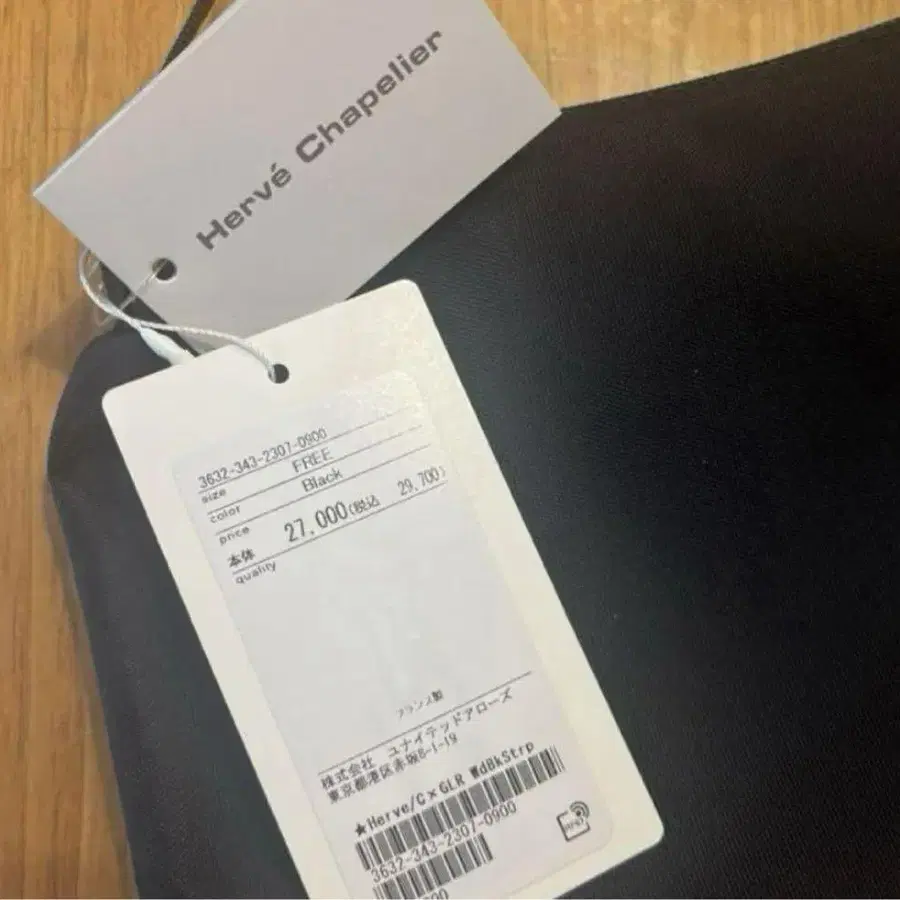 Hervé Chapelier
3632-343-2307-0900
size FREE
color Black
price
本体 27,000(税込 29,700)
quality
フランス製
株式会社 ユナイテッドアローズ
東京都港区赤坂8-1-19
★Herve/C×GLR WdBkStrp
3632-343-2307-0900